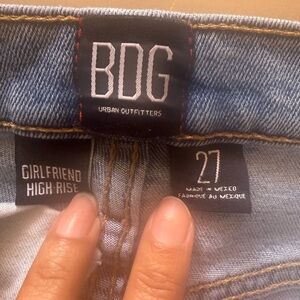 BDG
URBAN OUTFITTERS
GIRLFRIEND
HIGH-RISE
27
MADE IN MEXICO
FABRIQUÉ AU MEXIQUE